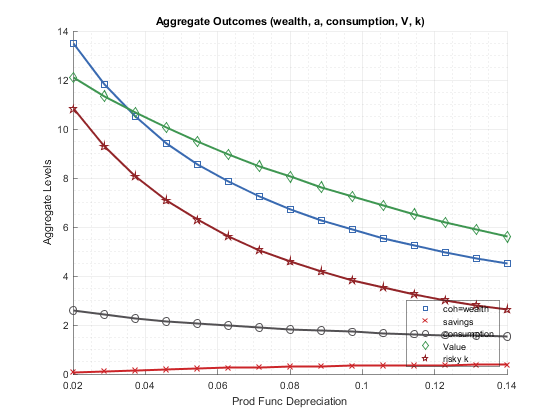 Aggregate Outcomes (wealth, a, consumption, V, k)
14
12
10
8
6
4
2
0
Aggregate Levels
coh=wealth
savings
consumption
Value
risky k
0.02 0.04 0.06 0.08 0.1 0.12 0.14
Prod Func Depreciation